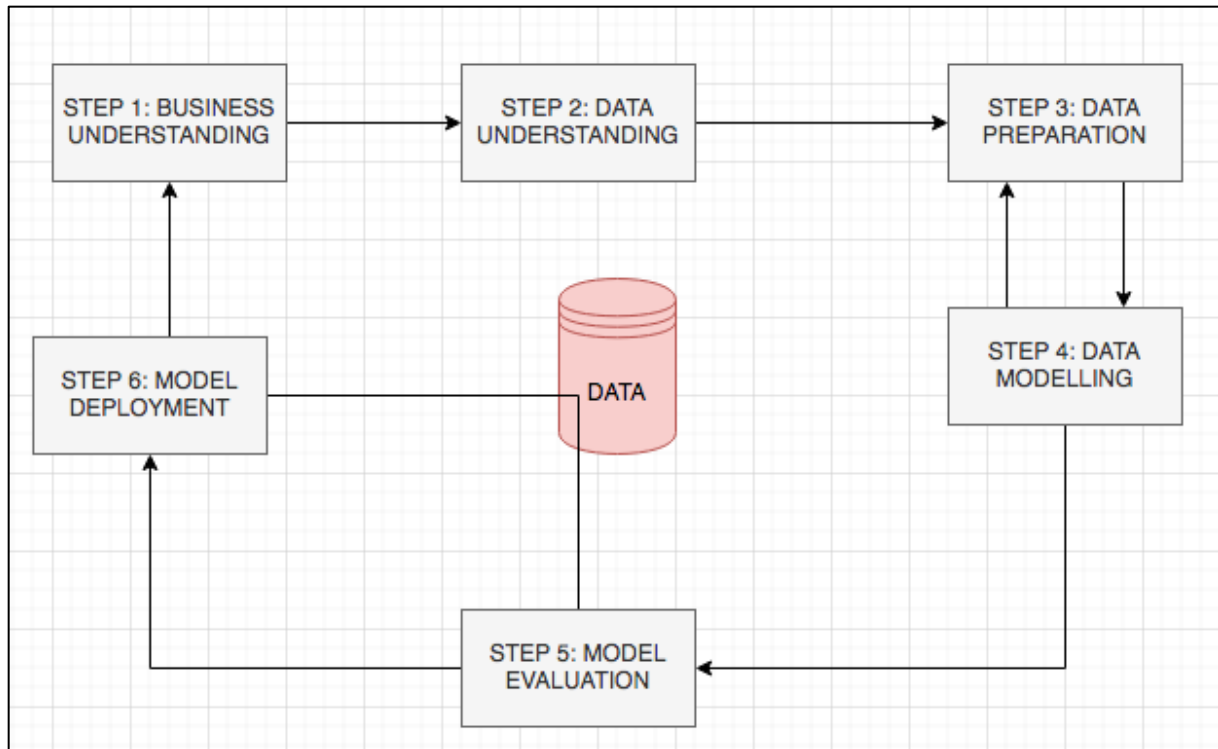 STEP 1: BUSINESS
UNDERSTANDING
STEP 2: DATA
UNDERSTANDING
STEP 3: DATA
PREPARATION
STEP 4: DATA
MODELLING
DATA
STEP 6: MODEL
DEPLOYMENT
STEP 5: MODEL
EVALUATION